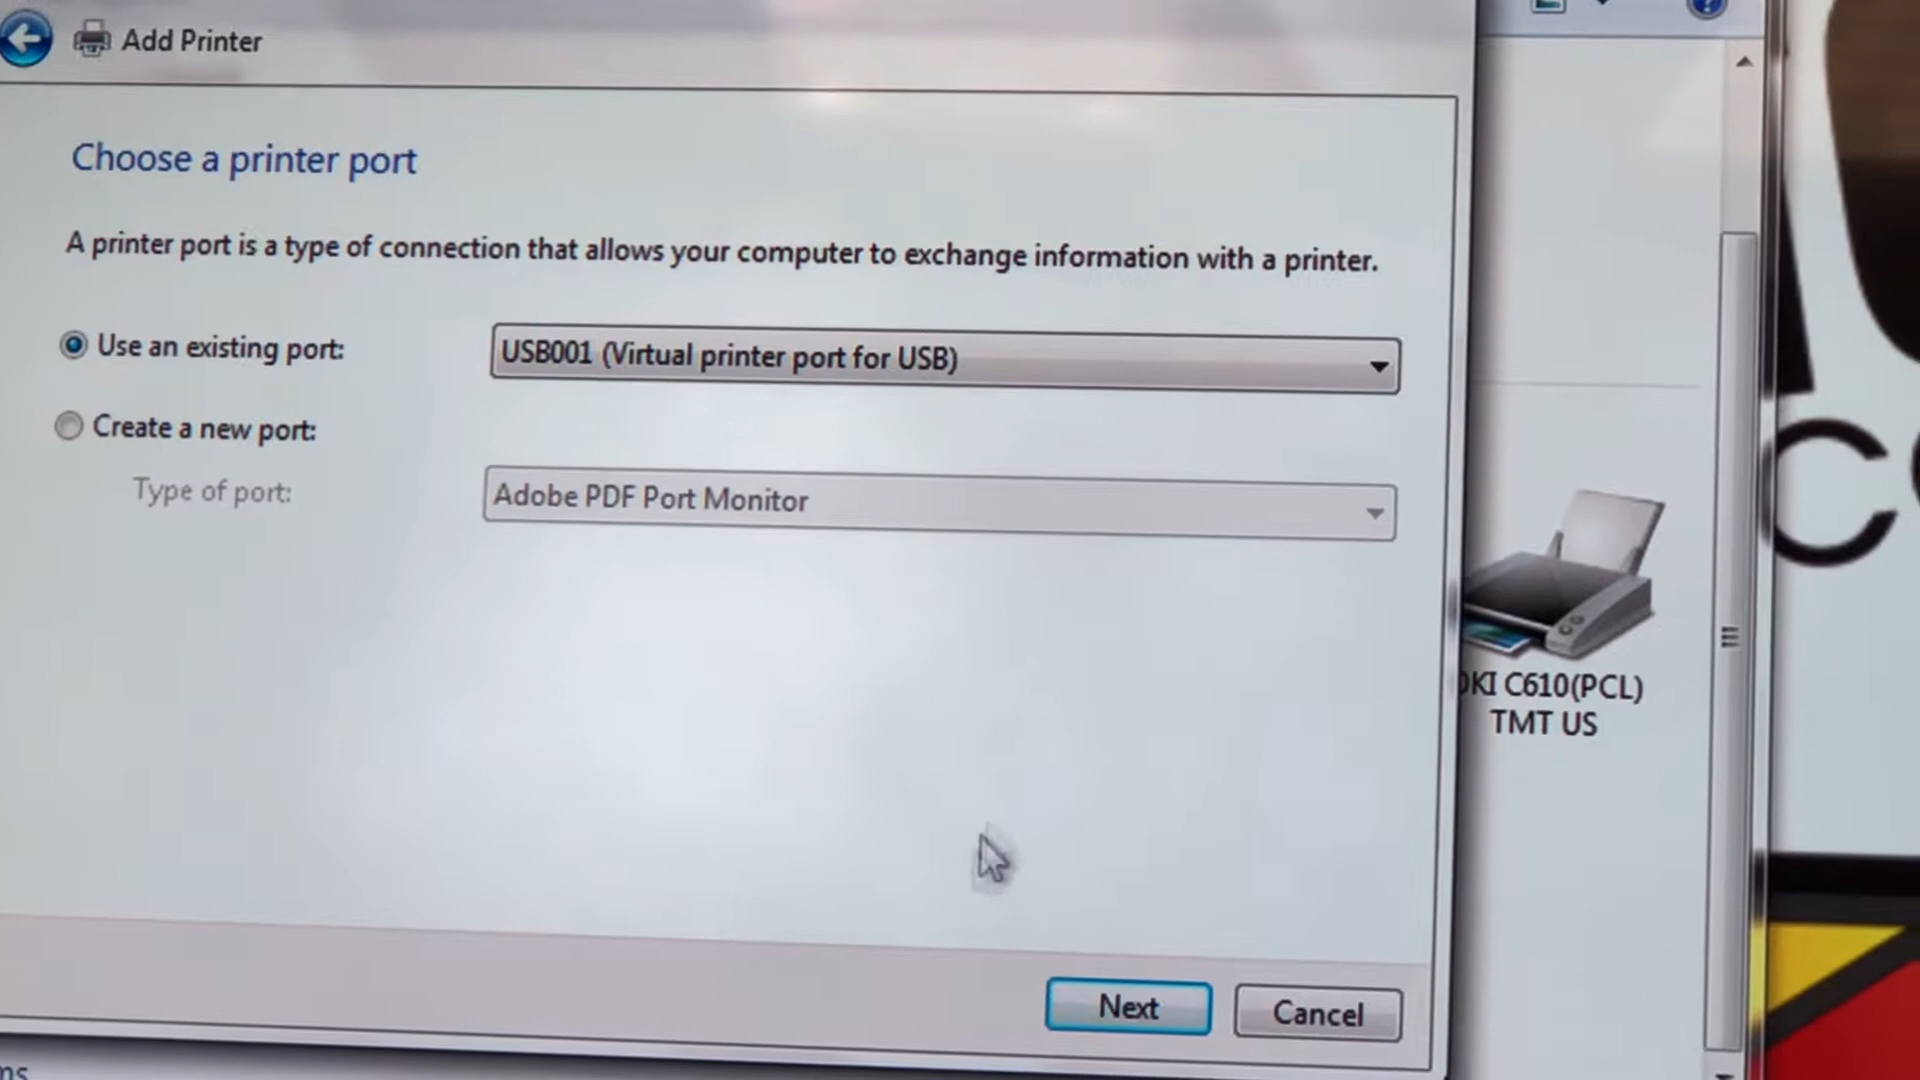 Add Printer
Choose a printer port
A printer port is a type of connection that allows your computer to exchange information with a printer.
Use an existing port:
USB001 (Virtual printer port for USB)
Create a new port:
Type of port:
Adobe PDF Port Monitor
OKI C610(PCL)
TMT US
Next
Cancel